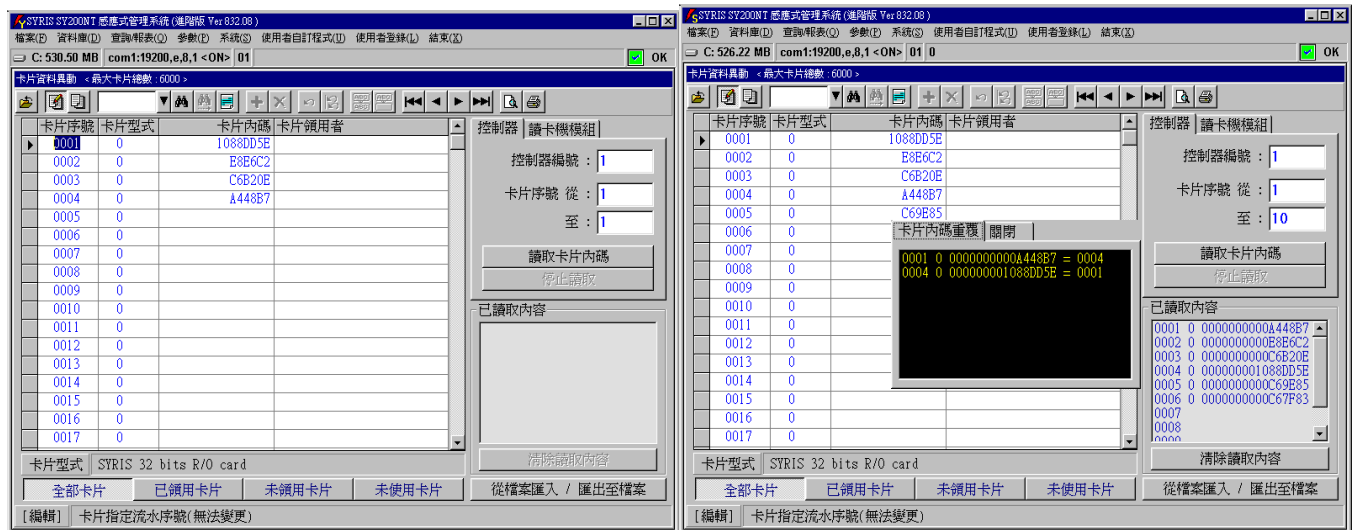 SYRIS SY200NT 感應式管理系統 (進階版 Ver 8.32.08 )
檔案(F) 資料庫(D) 查詢/報表(Q) 參數(P) 系統(S) 使用者自訂程式(U) 使用者登錄(L) 結束(X)
C: 530.50 MB com1:19200,e,8,1 <ON> 01 OK
卡片資料異動 < 最大卡片總數 : 6000 >
卡片序號 卡片型式 卡片內碼 卡片領用者
0001 0 1088DD5E
0002 0 E8E6C2
0003 0 C6B20E
0004 0 A448B7
0005 0
0006 0
0007 0
0008 0
0009 0
0010 0
0011 0
0012 0
0013 0
0014 0
0015 0
0016 0
0017 0
控制器 讀卡機模組
控制器編號 : 1
卡片序號 從 : 1
至 : 1
讀取卡片內碼
停止讀取
已讀取內容
清除讀取內容
卡片型式 SYRIS 32 bits R/O card
全部卡片 已領用卡片 未領用卡片 未使用卡片 從檔案匯入 / 匯出至檔案
[編輯] 卡片指定流水序號(無法變更)
SYRIS SY200NT 感應式管理系統 (進階版 Ver 8.32.08 )
檔案(F) 資料庫(D) 查詢/報表(Q) 參數(P) 系統(S) 使用者自訂程式(U) 使用者登錄(L) 結束(X)
C: 526.22 MB com1:19200,e,8,1 <ON> 01 0 OK
卡片資料異動 < 最大卡片總數 : 6000 >
卡片序號 卡片型式 卡片內碼 卡片領用者
0001 0 1088DD5E
0002 0 E8E6C2
0003 0 C6B20E
0004 0 A448B7
0005 0 C69E85
0006 0
0007 0
0008 0
0009 0
0010 0
0011 0
0012 0
0013 0
0014 0
0015 0
0016 0
0017 0
卡片內碼重覆 關閉
0001 0 0000000000A448B7 = 0004
0004 0 000000001088DD5E = 0001
控制器 讀卡機模組
控制器編號 : 1
卡片序號 從 : 1
至 : 10
讀取卡片內碼
停止讀取
已讀取內容
0001 0 0000000000A448B7
0002 0 0000000000E8E6C2
0003 0 0000000000C6B20E
0004 0 000000001088DD5E
0005 0 0000000000C69E85
0006 0 0000000000C67F83
0007
0008
清除讀取內容
卡片型式 SYRIS 32 bits R/O card
全部卡片 已領用卡片 未領用卡片 未使用卡片 從檔案匯入 / 匯出至檔案
[編輯] 卡片指定流水序號(無法變更)